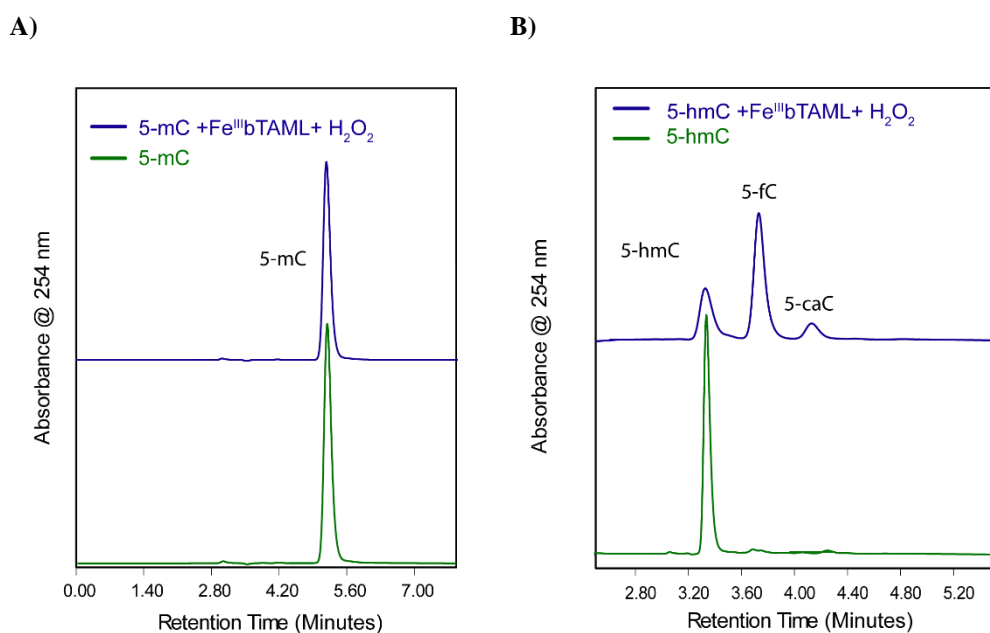 A)
5-mC +FeᴵᴵᴵbTAML+ H₂O₂
5-mC
5-mC
Absorbance @ 254 nm
0.00 1.40 2.80 4.20 5.60 7.00
Retention Time (Minutes)
B)
5-hmC +FeᴵᴵᴵbTAML+ H₂O₂
5-hmC
5-fC
5-hmC
5-caC
Absorbance @ 254 nm
2.80 3.20 3.60 4.00 4.40 4.80 5.20
Retention Time (Minutes)